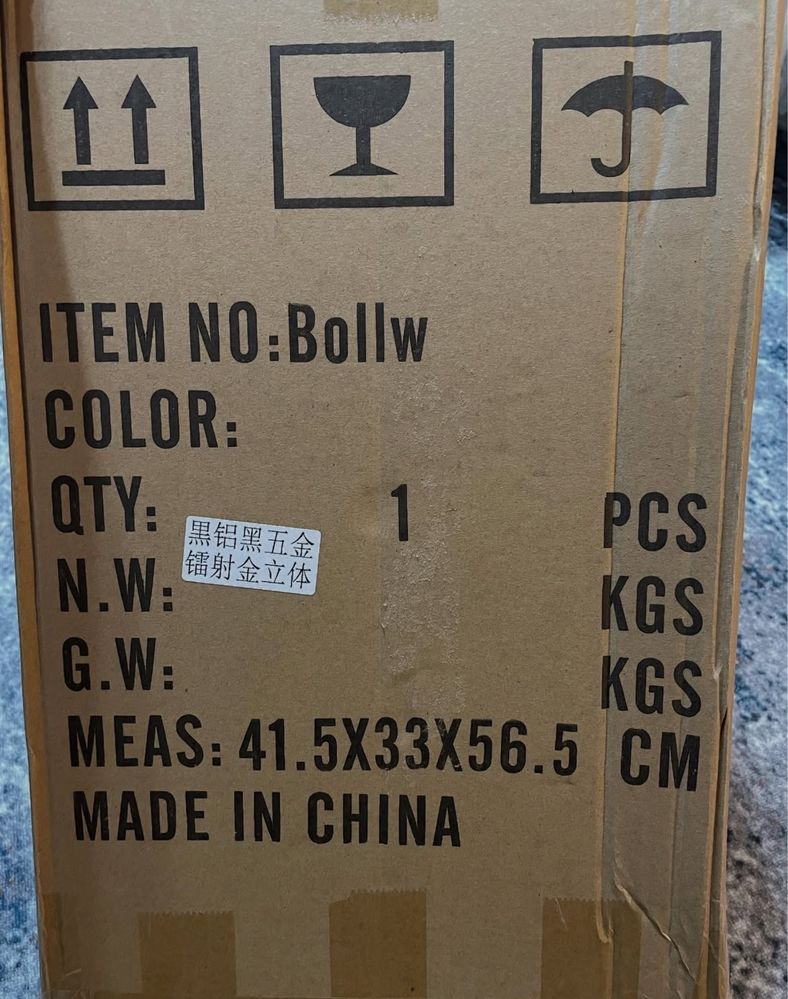 ITEM NO:Bollw
COLOR:
QTY: 1 PCS
黑铝黑五金
镭射金立体
N.W: KGS
G.W: KGS
MEAS: 41.5X33X56.5 CM
MADE IN CHINA